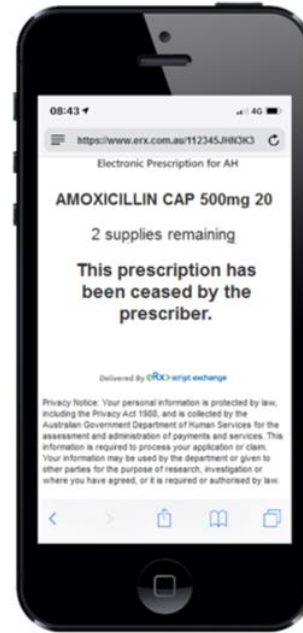 08:43 4G
https://www.erx.com.au/112345JHN3K3
Electronic Prescription for AH
AMOXICILLIN CAP 500mg 20
2 supplies remaining
This prescription has
been ceased by the
prescriber.
Delivered By eRx script exchange
Privacy Notice: Your personal information is protected by law,
including the Privacy Act 1988, and is collected by the
Australian Government Department of Human Services for the
assessment and administration of payments and services. This
information is required to process your application or claim.
Your information may be used by the department or given to
other parties for the purpose of research, investigation or
where you have agreed, or it is required or authorised by law.